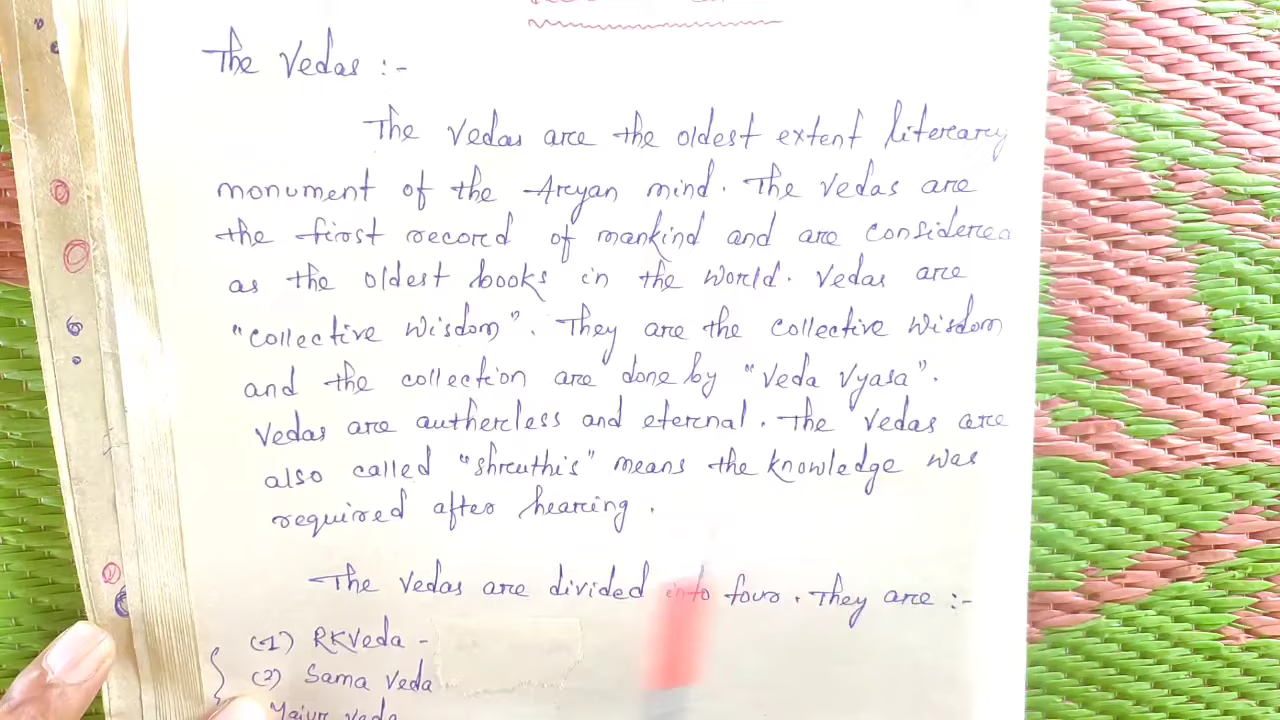 The Vedas :-
The Vedas are the oldest extent literary
monument of the Aryan mind. The Vedas are
the first record of mankind and are considered
as the oldest books in the world. Vedas are
"collective wisdom". They are the collective wisdom
and the collection are done by "Veda Vyasa".
Vedas are autherless and eternal. The Vedas are
also called "shruthi's" means the knowledge was
required after hearing.
The Vedas are divided into four. They are :-
(1) RKVeda -
(2) Sama Veda
Yajur Veda